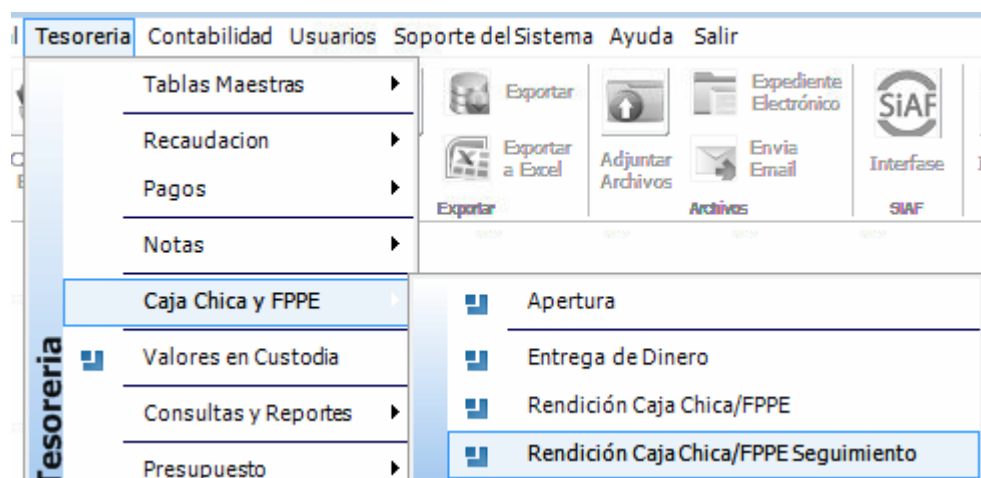 Tesoreria Contabilidad Usuarios Soporte del Sistema Ayuda Salir
Tablas Maestras
Recaudacion
Pagos
Notas
Caja Chica y FPPE
Valores en Custodia
Consultas y Reportes
Presupuesto
Tesoreria
Exportar
Exportar
a Excel
Exportar
Adjuntar
Archivos
Expediente
Electrónico
Envia
Email
Archivos
SiAF
Interfase
SIAF
Apertura
Entrega de Dinero
Rendición Caja Chica/FPPE
Rendición Caja Chica/FPPE Seguimiento